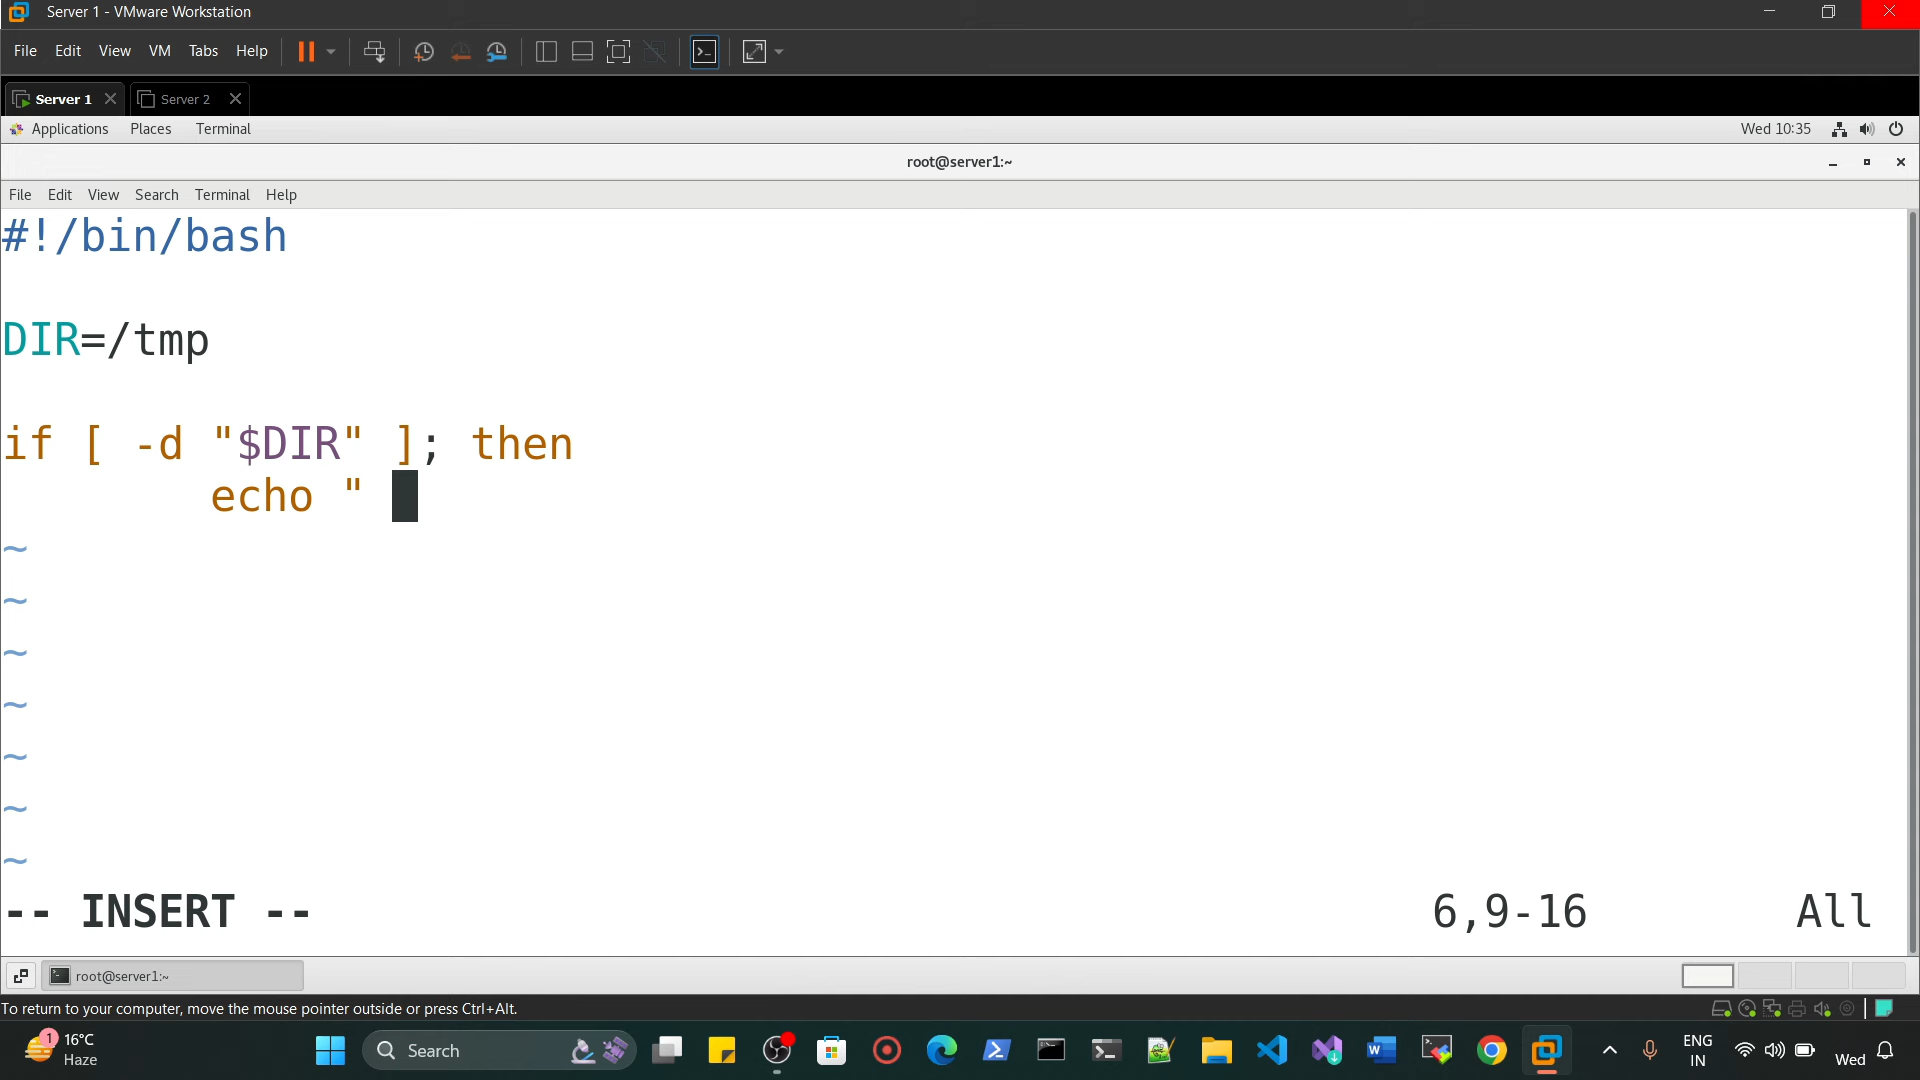 Server 1 - VMware Workstation
File Edit View VM Tabs Help
Server 1 Server 2
Applications Places Terminal Wed 10:35
root@server1:~
File Edit View Search Terminal Help
#!/bin/bash
DIR=/tmp
if [ -d "$DIR" ]; then
echo "
~
~
~
~
~
~
~
-- INSERT -- 6,9-16 All
root@server1:~
To return to your computer, move the mouse pointer outside or press Ctrl+Alt.
1 16°C
Haze
Search
ENG
IN
Wed